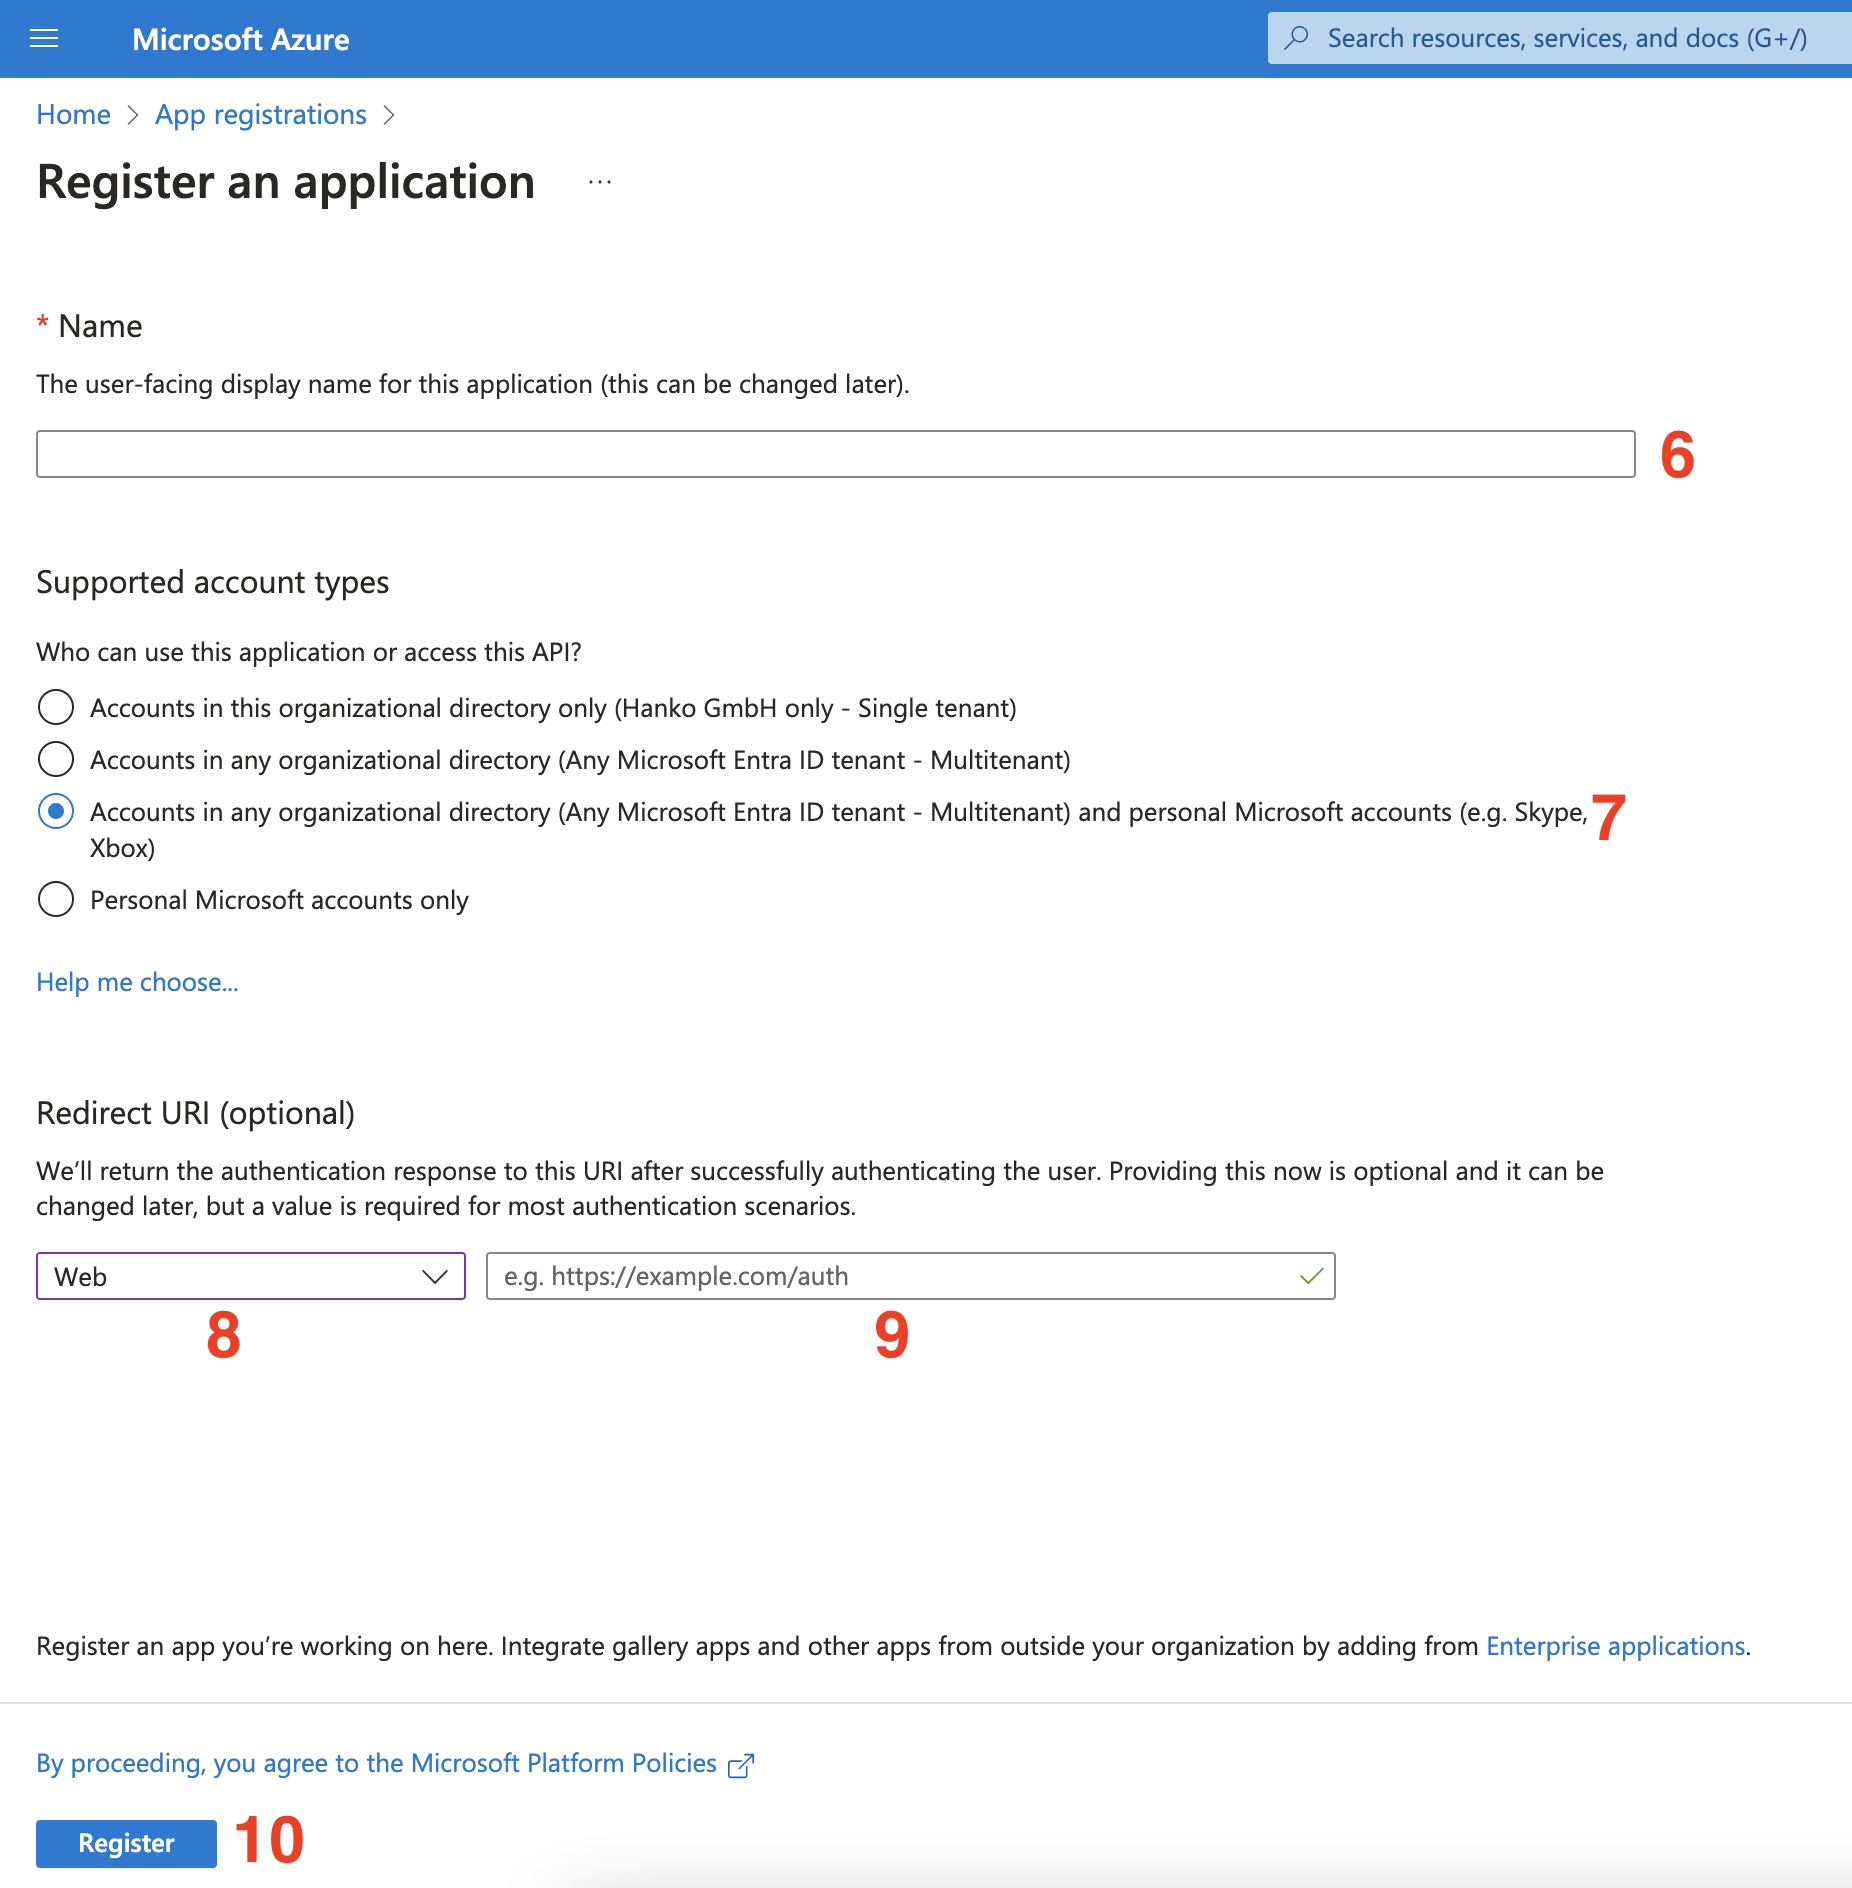 Microsoft Azure
Search resources, services, and docs (G+/)
Home > App registrations >
Register an application ...
* Name
The user-facing display name for this application (this can be changed later).
6
Supported account types
Who can use this application or access this API?
Accounts in this organizational directory only (Hanko GmbH only - Single tenant)
Accounts in any organizational directory (Any Microsoft Entra ID tenant - Multitenant)
Accounts in any organizational directory (Any Microsoft Entra ID tenant - Multitenant) and personal Microsoft accounts (e.g. Skype,
Xbox)
7
Personal Microsoft accounts only
Help me choose...
Redirect URI (optional)
We’ll return the authentication response to this URI after successfully authenticating the user. Providing this now is optional and it can be
changed later, but a value is required for most authentication scenarios.
Web
e.g. https://example.com/auth
8
9
Register an app you’re working on here. Integrate gallery apps and other apps from outside your organization by adding from Enterprise applications.
By proceeding, you agree to the Microsoft Platform Policies
Register
10